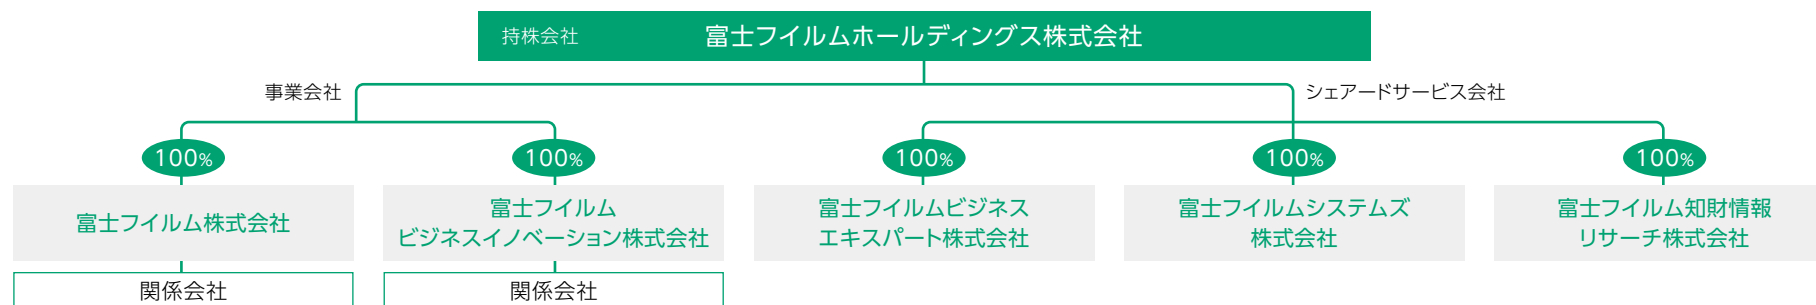 持株会社 富士フイルムホールディングス株式会社
事業会社
シェアードサービス会社
100%
100%
100%
100%
100%
富士フイルム株式会社
富士フイルム
ビジネスイノベーション株式会社
富士フイルムビジネス
エキスパート株式会社
富士フイルムシステムズ
株式会社
富士フイルム知財情報
リサーチ株式会社
関係会社
関係会社